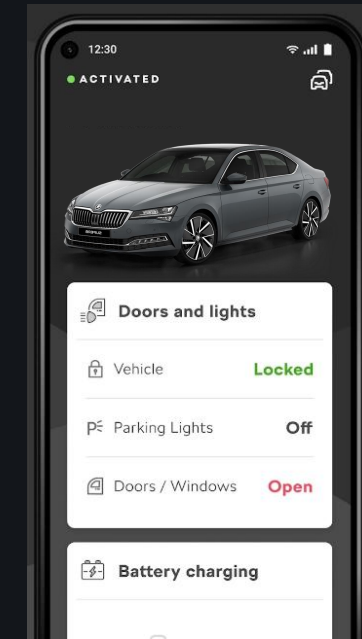 12:30
ACTIVATED
Doors and lights
Vehicle Locked
P Parking Lights Off
Doors / Windows Open
Battery charging